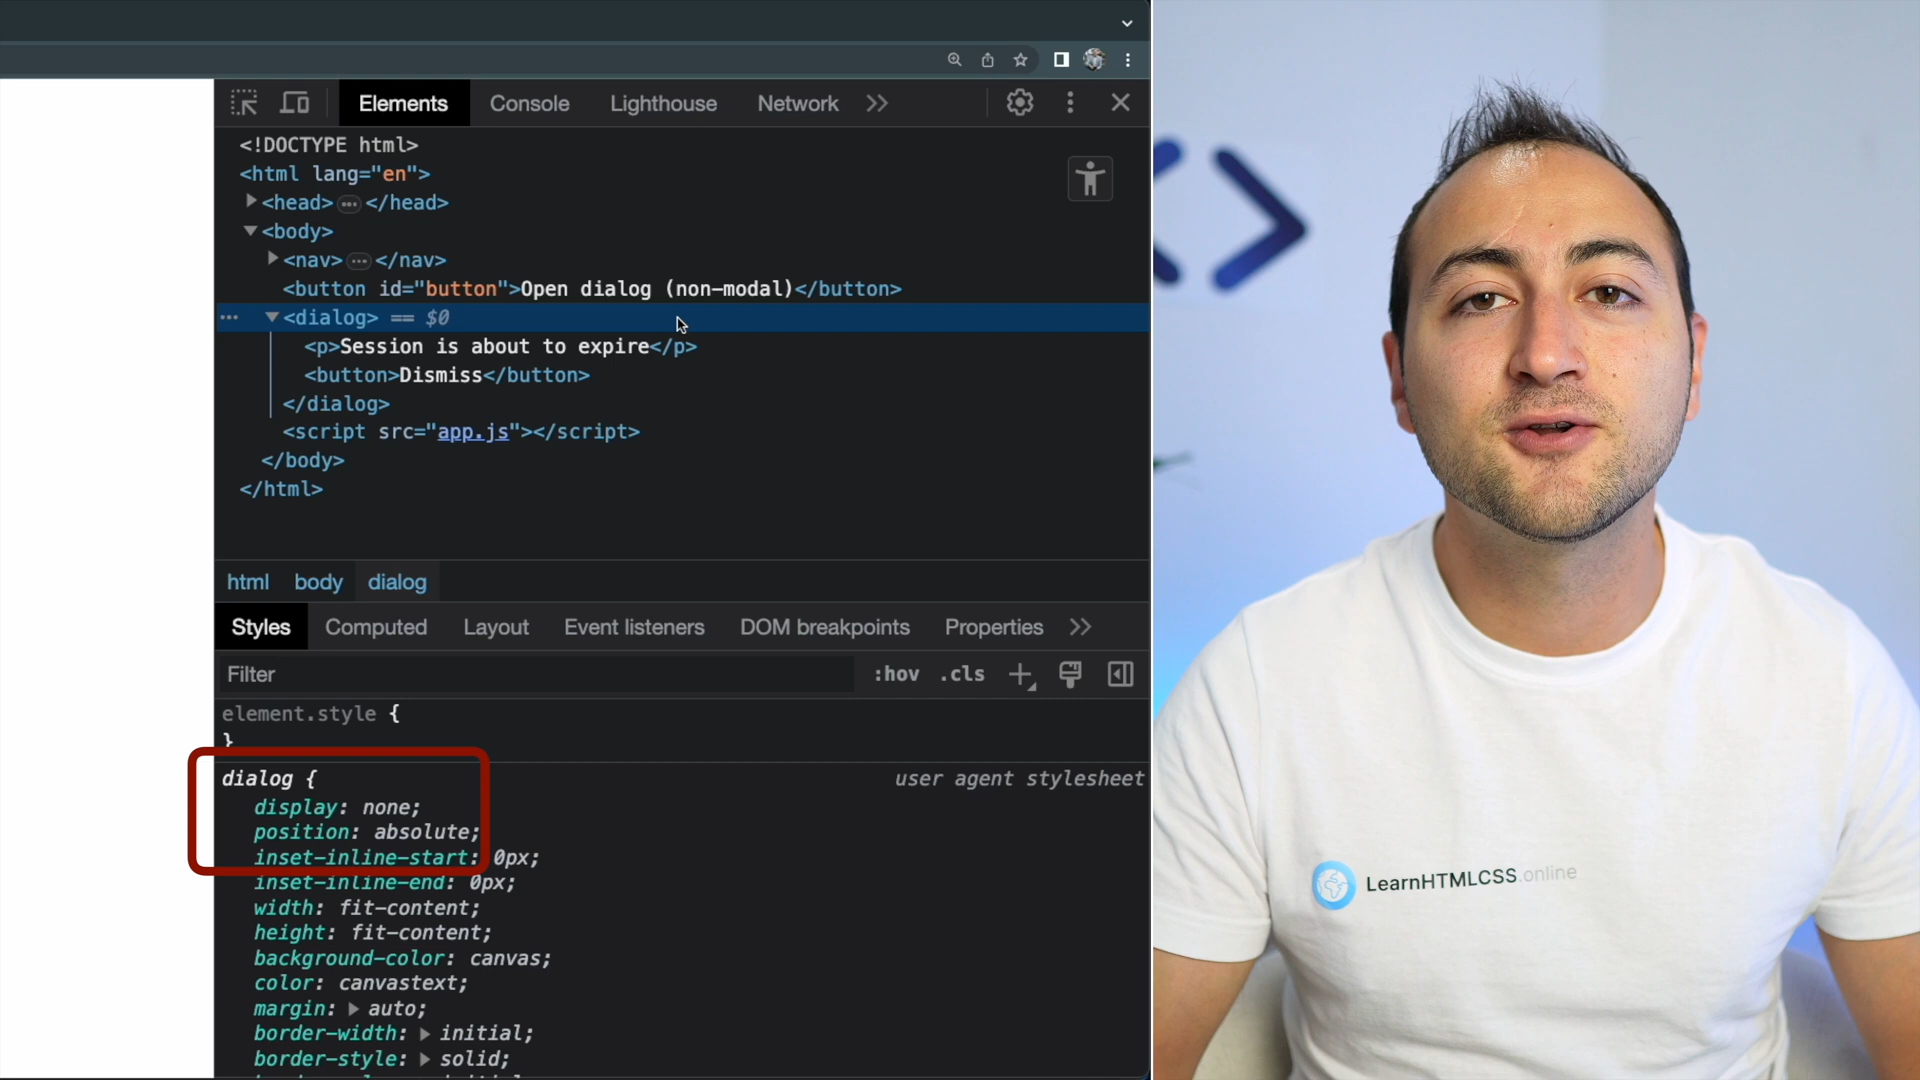 Elements Console Lighthouse Network
<!DOCTYPE html>
<html lang="en">
<head> ••• </head>
<body>
<nav> ••• </nav>
<button id="button">Open dialog (non-modal)</button>
••• <dialog> == $0
<p>Session is about to expire</p>
<button>Dismiss</button>
</dialog>
<script src="app.js"></script>
</body>
</html>
html body dialog
Styles Computed Layout Event listeners DOM breakpoints Properties
Filter :hov .cls
element.style {
}
dialog { user agent stylesheet
display: none;
position: absolute;
inset-inline-start: 0px;
inset-inline-end: 0px;
width: fit-content;
height: fit-content;
background-color: canvas;
color: canvastext;
margin: auto;
border-width: initial;
border-style: solid;
LearnHTMLCSS.online